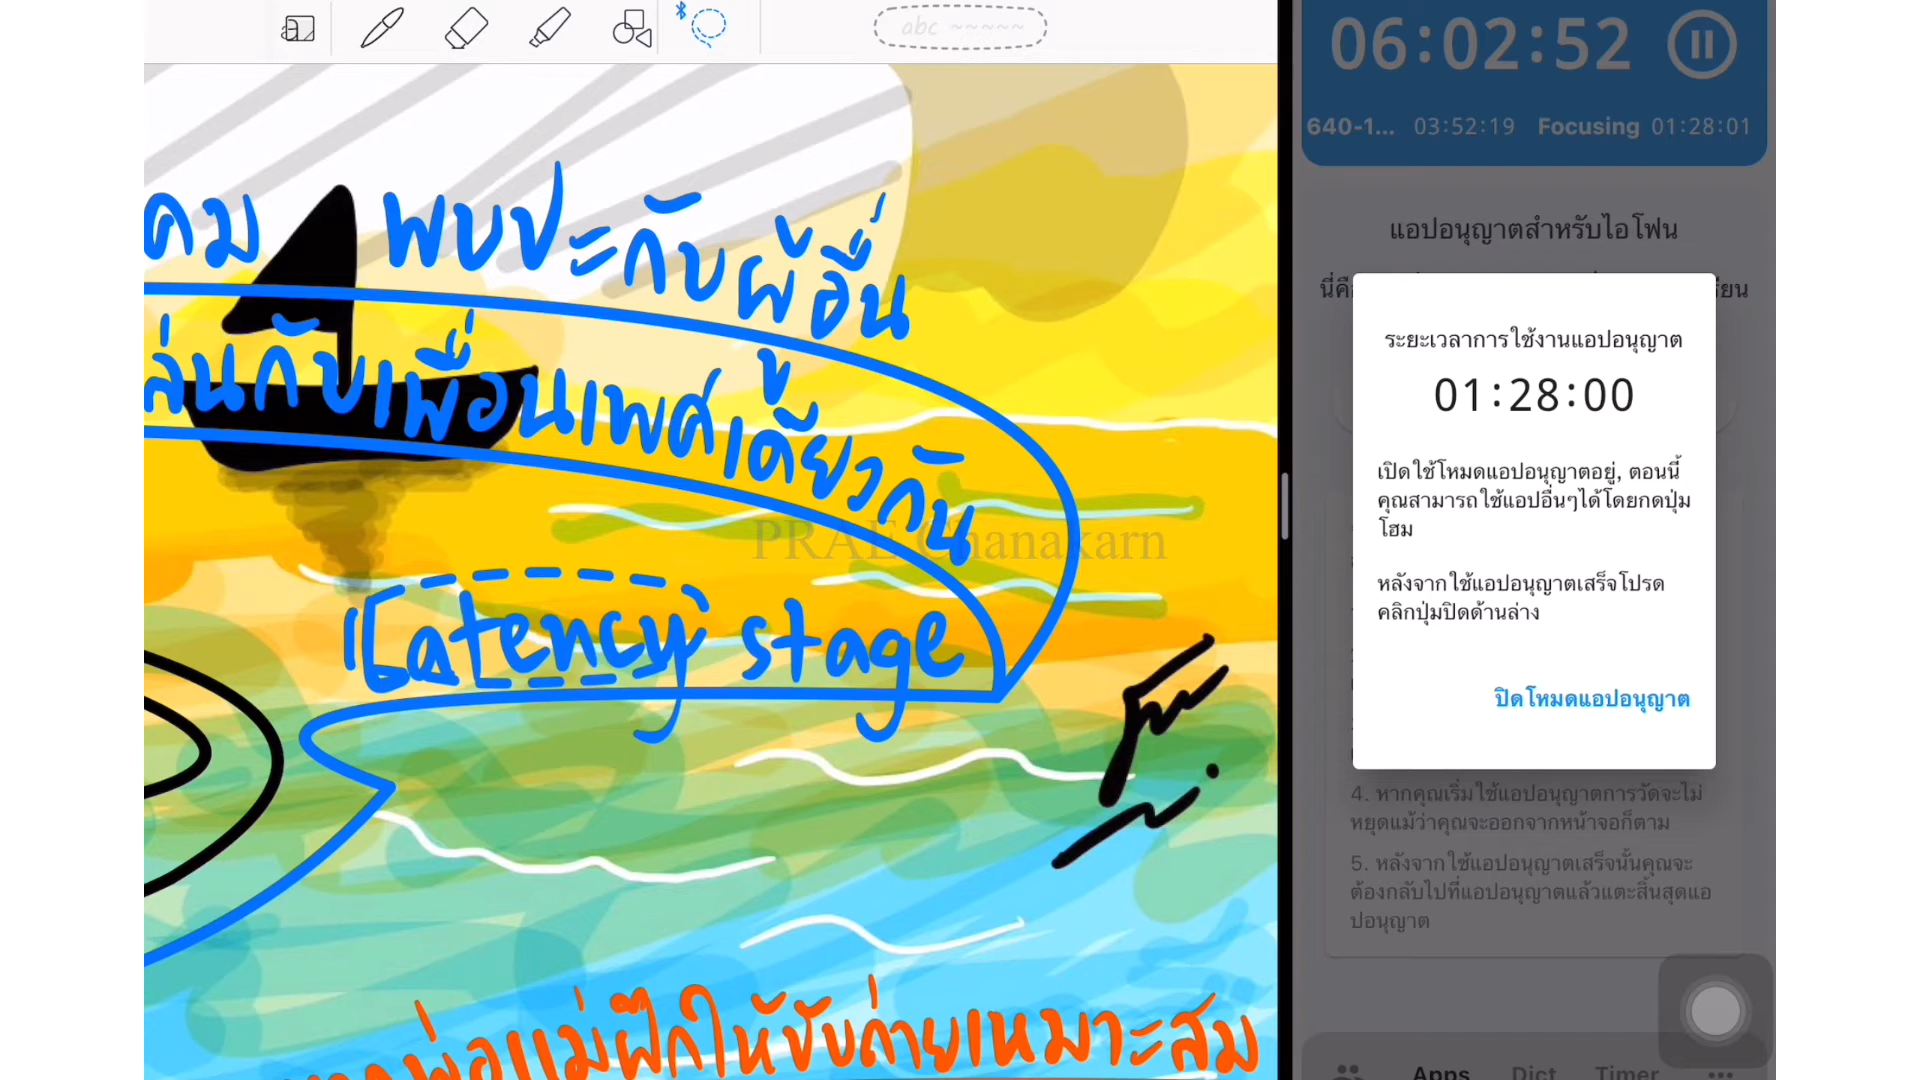 abc
06:02:52
640-1... 03:52:19 Focusing 01:28:01
แอปอนุญาตสำหรับไอโฟน
นี่คื
รียน
ระยะเวลาการใช้งานแอปอนุญาต
01:28:00
เปิดใช้โหมดแอปอนุญาตอยู่, ตอนนี้
คุณสามารถใช้แอปอื่นๆได้โดยกดปุ่ม
โฮม
หลังจากใช้แอปอนุญาตเสร็จโปรด
คลิกปุ่มปิดด้านล่าง
ปิดโหมดแอปอนุญาต
4. หากคุณเริ่มใช้แอปอนุญาตการวัดจะไม่
หยุดแม้ว่าคุณจะออกจากหน้าจอก็ตาม
5. หลังจากใช้แอปอนุญาตเสร็จนั้นคุณจะ
ต้องกลับไปที่แอปอนุญาตแล้วแตะสิ้นสุดแอ
ปอนุญาต
Apps Dict Timer
คม พบปะกับผู้อื่น
ล่นกับเพื่อนเพศเดียวกัน
(Latency stage
PRAE Chanakarn
พ่อแม่ฝึกให้ขับถ่ายเหมาะสม